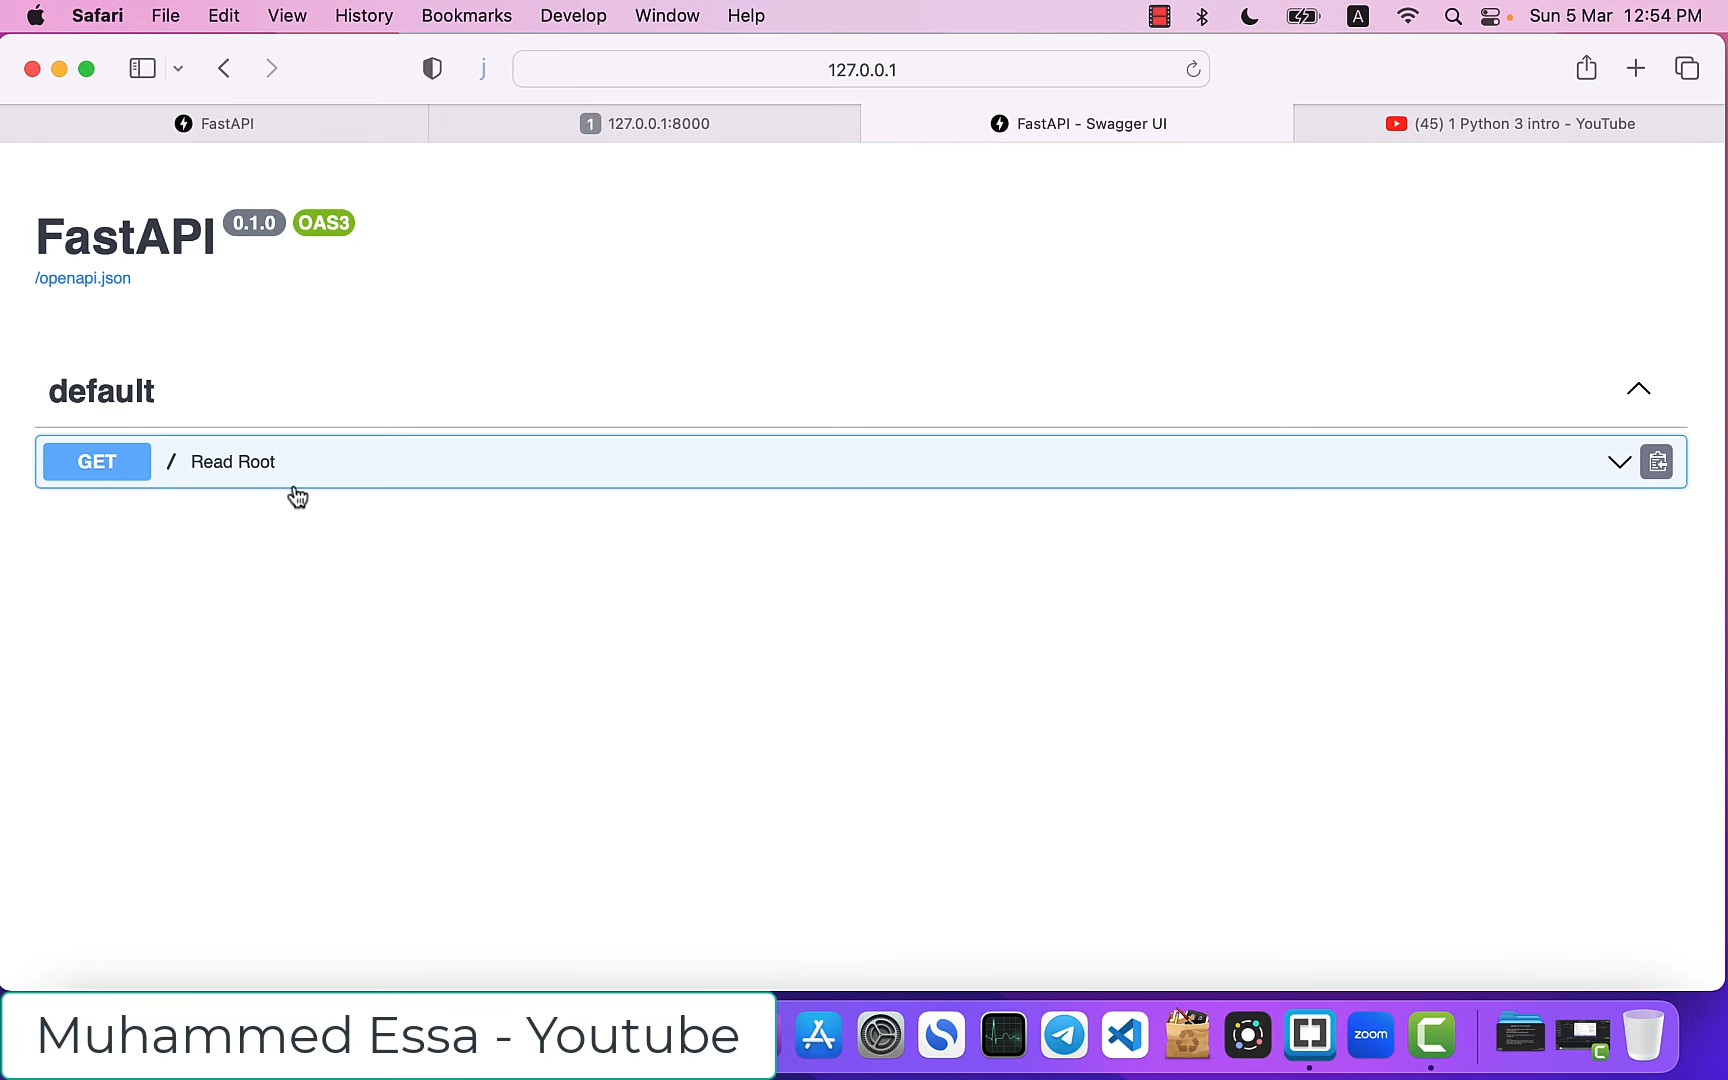 Safari File Edit View History Bookmarks Develop Window Help A Sun 5 Mar 12:54 PM
j 127.0.0.1
FastAPI 1 127.0.0.1:8000 FastAPI - Swagger UI (45) 1 Python 3 intro - YouTube
FastAPI 0.1.0 OAS3
/openapi.json
default
GET / Read Root
Muhammed Essa - Youtube
zoom